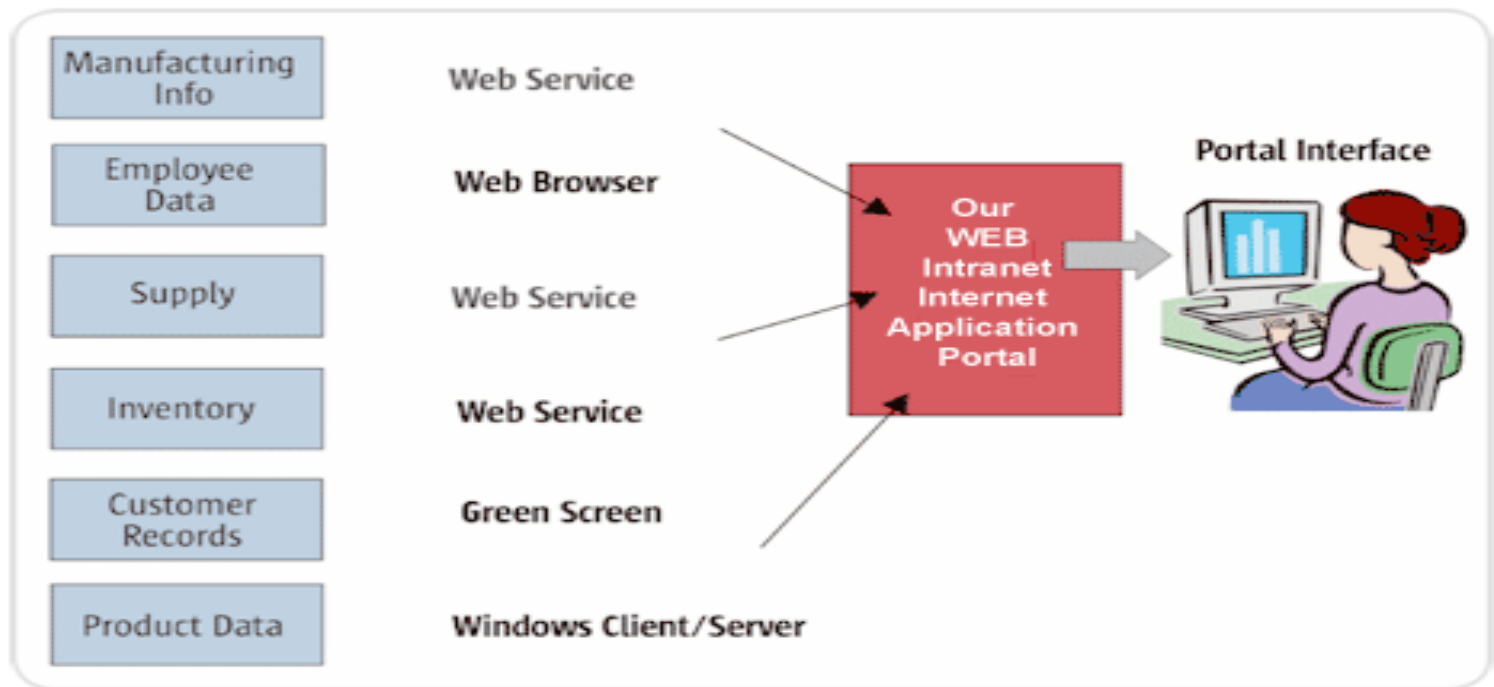 Manufacturing
Info
Web Service
Employee
Data
Web Browser
Supply
Web Service
Inventory
Web Service
Customer
Records
Green Screen
Product Data
Windows Client/Server
Our
WEB
Intranet
Internet
Application
Portal
Portal Interface